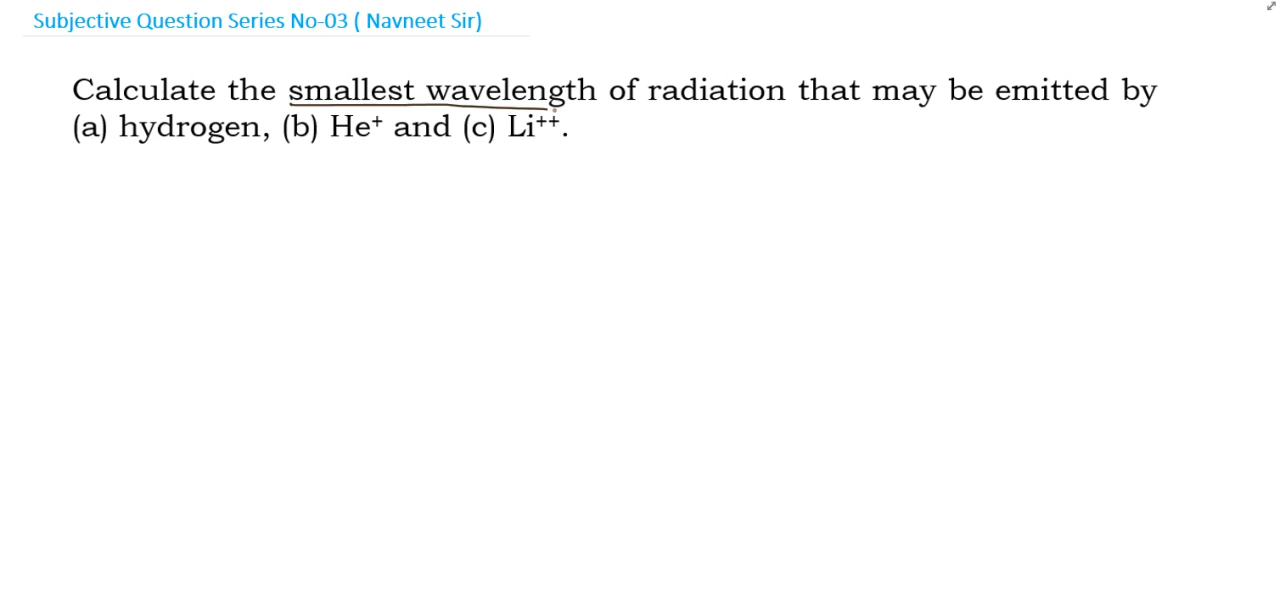 Subjective Question Series No-03 ( Navneet Sir)
Calculate the smallest wavelength of radiation that may be emitted by
(a) hydrogen, (b) He⁺ and (c) Li⁺⁺.